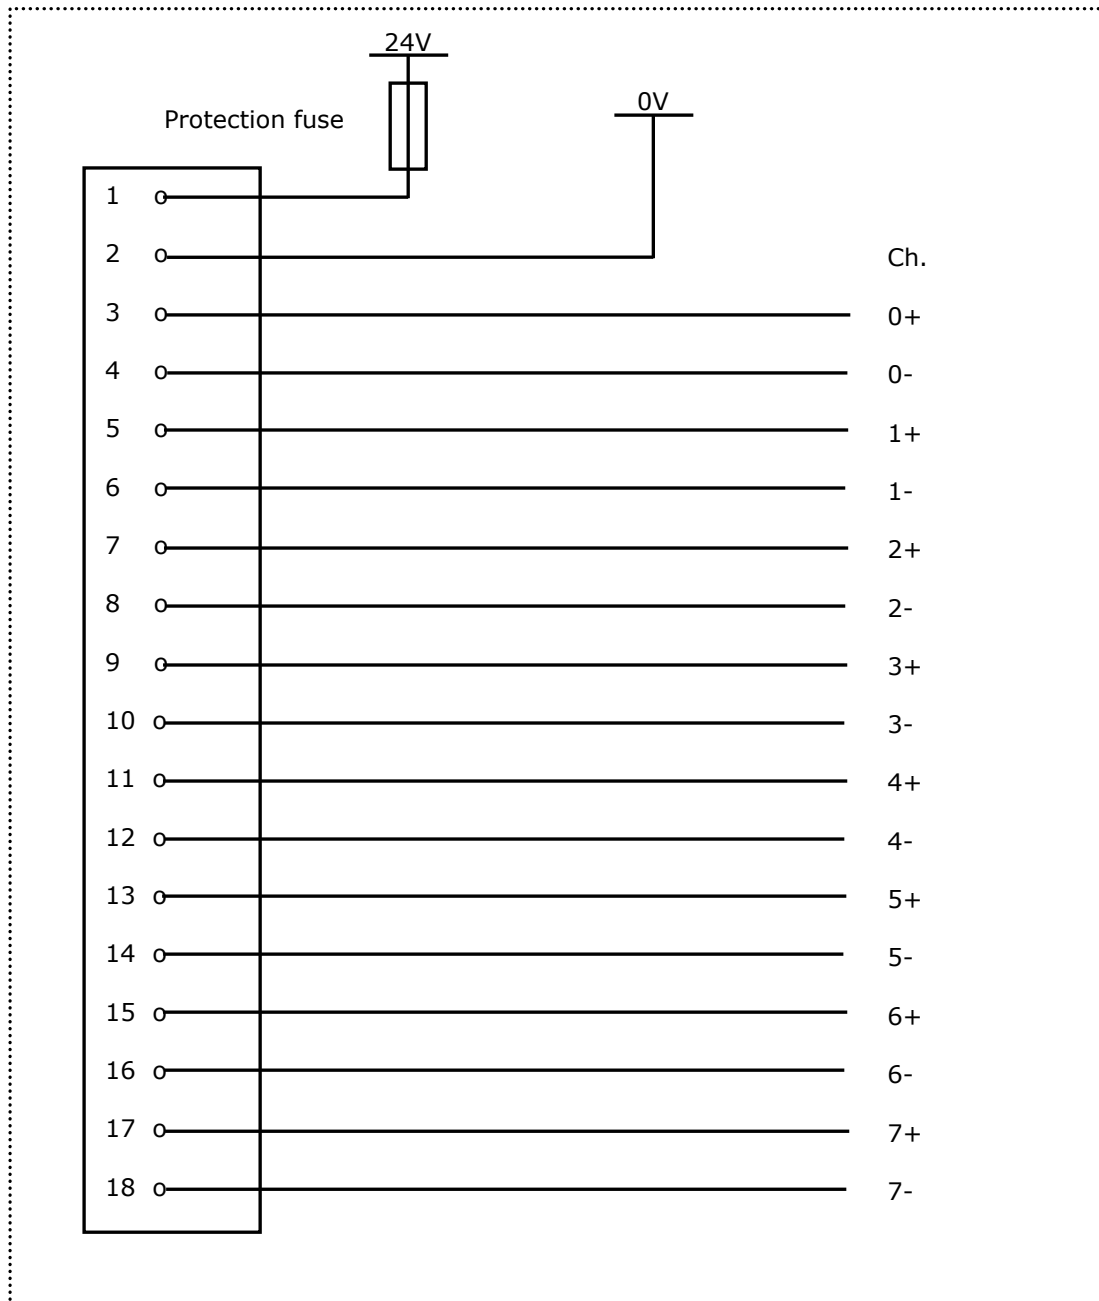 24V
0V
Protection fuse
1 o
2 o Ch.
3 o 0+
4 o 0-
5 o 1+
6 o 1-
7 o 2+
8 o 2-
9 o 3+
10 o 3-
11 o 4+
12 o 4-
13 o 5+
14 o 5-
15 o 6+
16 o 6-
17 o 7+
18 o 7-